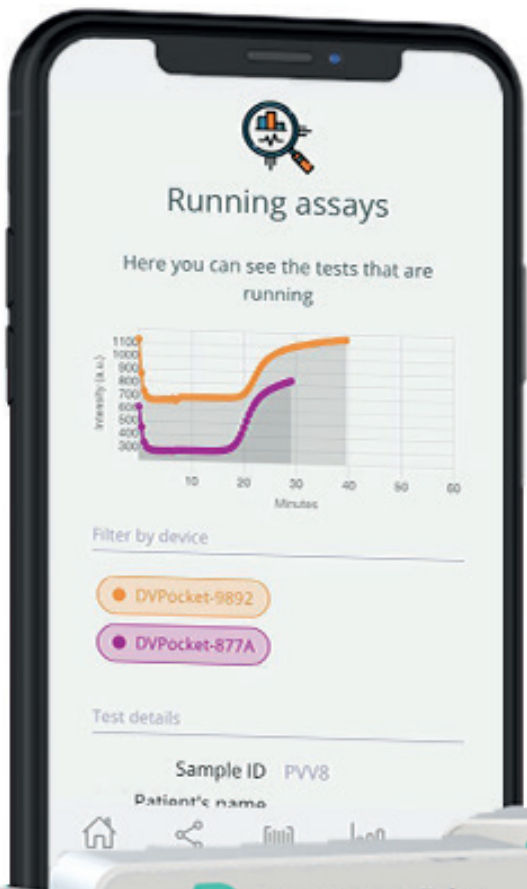 Running assays
Here you can see the tests that are
running
1100
1000
900
800
700
600
500
400
300
Intensity (a.u.)
10 20 30 40 50 60
Minutes
Filter by device
DVPocket-9892
DVPocket-877A
Test details
Sample ID PVV8
Patient's name